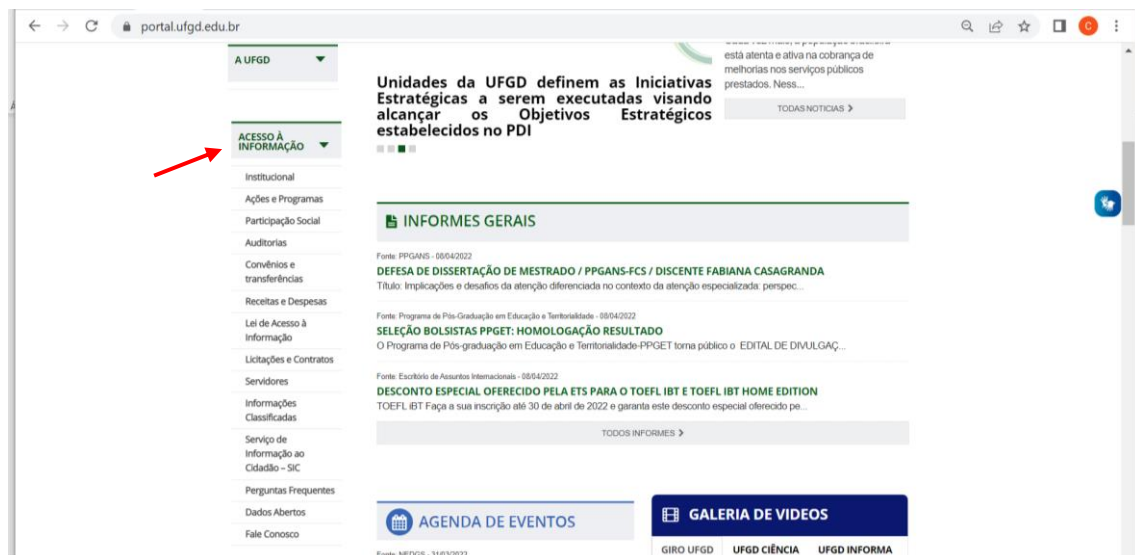 portal.ufgd.edu.br
C
A UFGD
ACESSO À
INFORMAÇÃO
Institucional
Ações e Programas
Participação Social
Auditorias
Convênios e
transferências
Receitas e Despesas
Lei de Acesso à
Informação
Licitações e Contratos
Servidores
Informações
Classificadas
Serviço de
Informação ao
Cidadão – SIC
Perguntas Frequentes
Dados Abertos
Fale Conosco
Unidades da UFGD definem as Iniciativas
Estratégicas a serem executadas visando
alcançar os Objetivos Estratégicos
estabelecidos no PDI
está atenta e ativa na cobrança de
melhorias nos serviços públicos
prestados. Ness...
TODAS NOTICIAS
INFORMES GERAIS
Fonte: PPGANS - 08/04/2022
DEFESA DE DISSERTAÇÃO DE MESTRADO / PPGANS-FCS / DISCENTE FABIANA CASAGRANDA
Título: Implicações e desafios da atenção diferenciada no contexto da atenção especializada: perspec...
Fonte: Programa de Pós-Graduação em Educação e Territorialidade - 08/04/2022
SELEÇÃO BOLSISTAS PPGET: HOMOLOGAÇÃO RESULTADO
O Programa de Pós-graduação em Educação e Territorialidade-PPGET torna público o EDITAL DE DIVULGAÇ...
Fonte: Escritório de Assuntos Internacionais - 08/04/2022
DESCONTO ESPECIAL OFERECIDO PELA ETS PARA O TOEFL IBT E TOEFL IBT HOME EDITION
TOEFL iBT Faça a sua inscrição até 30 de abril de 2022 e garanta este desconto especial oferecido pe...
TODOS INFORMES
AGENDA DE EVENTOS
GALERIA DE VIDEOS
GIRO UFGD UFGD CIÊNCIA UFGD INFORMA